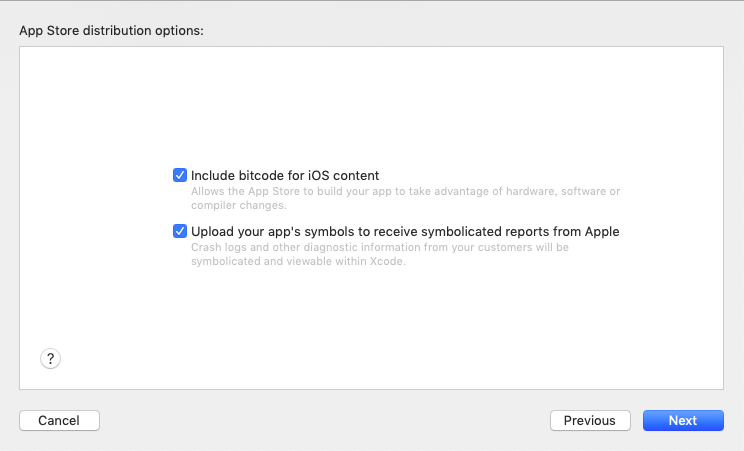 App Store distribution options:
Include bitcode for iOS content
Allows the App Store to build your app to take advantage of hardware, software or
compiler changes.
Upload your app's symbols to receive symbolicated reports from Apple
Crash logs and other diagnostic information from your customers will be
symbolicated and viewable within Xcode.
?
Cancel
Previous
Next